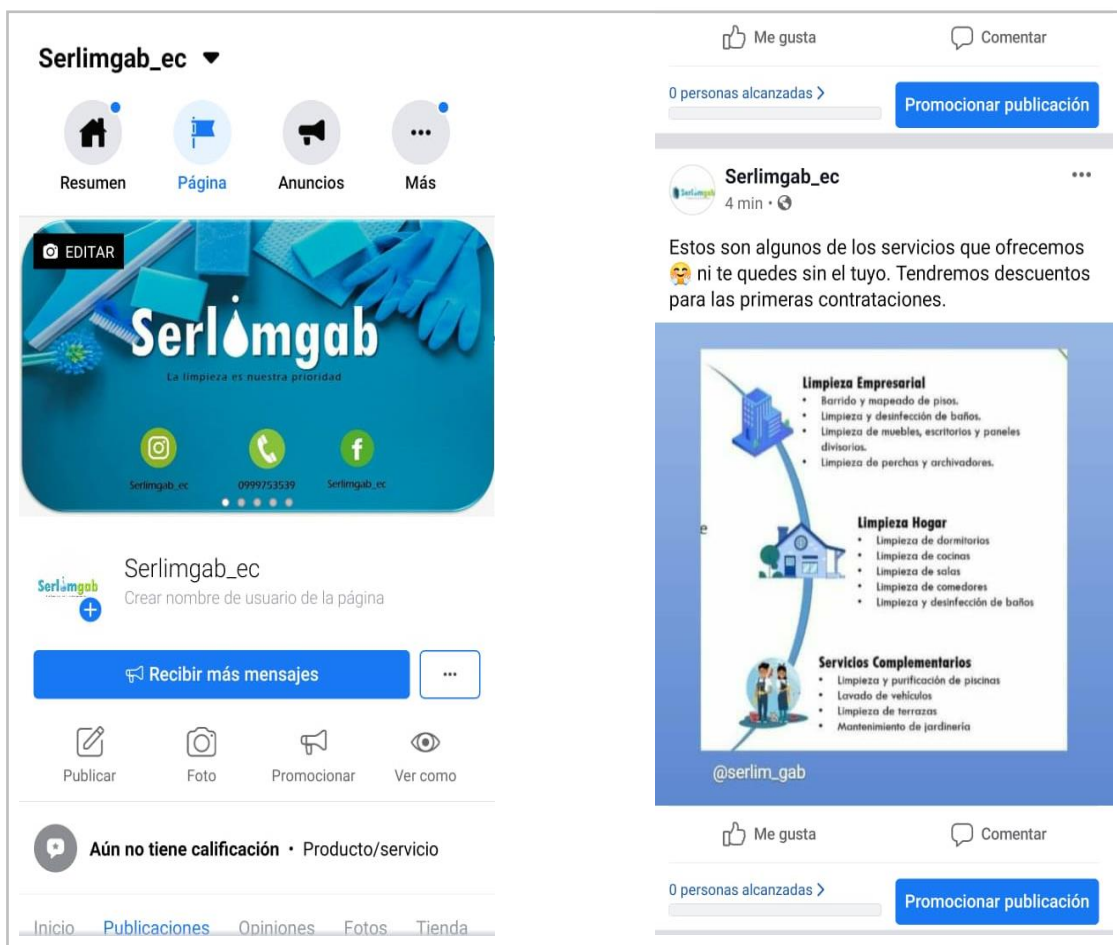 Serlimgab_ec
Resumen Página Anuncios Más
EDITAR
Serlimgab
La limpieza es nuestra prioridad
Serlimgab_ec 0999753539 Serlimgab_ec
Serlimgab
Serlimgab_ec
Crear nombre de usuario de la página
Recibir más mensajes
Publicar Foto Promocionar Ver como
Aún no tiene calificación · Producto/servicio
Inicio Publicaciones Opiniones Fotos Tienda
Me gusta Comentar
0 personas alcanzadas
Promocionar publicación
Serlimgab
Serlimgab_ec
4 min ·
Estos son algunos de los servicios que ofrecemos
🤗 ni te quedes sin el tuyo. Tendremos descuentos
para las primeras contrataciones.
Limpieza Empresarial
• Barrido y mapeado de pisos.
• Limpieza y desinfección de baños.
• Limpieza de muebles, escritorios y paneles
divisorios.
• Limpieza de perchas y archivadores.
e
Limpieza Hogar
• Limpieza de dormitorios
• Limpieza de cocinas
• Limpieza de salas
• Limpieza de comedores
• Limpieza y desinfección de baños
Servicios Complementarios
• Limpieza y purificación de piscinas
• Lavado de vehículos
• Limpieza de terrazas
• Mantenimiento de jardinería
@serlim_gab
Me gusta Comentar
0 personas alcanzadas
Promocionar publicación